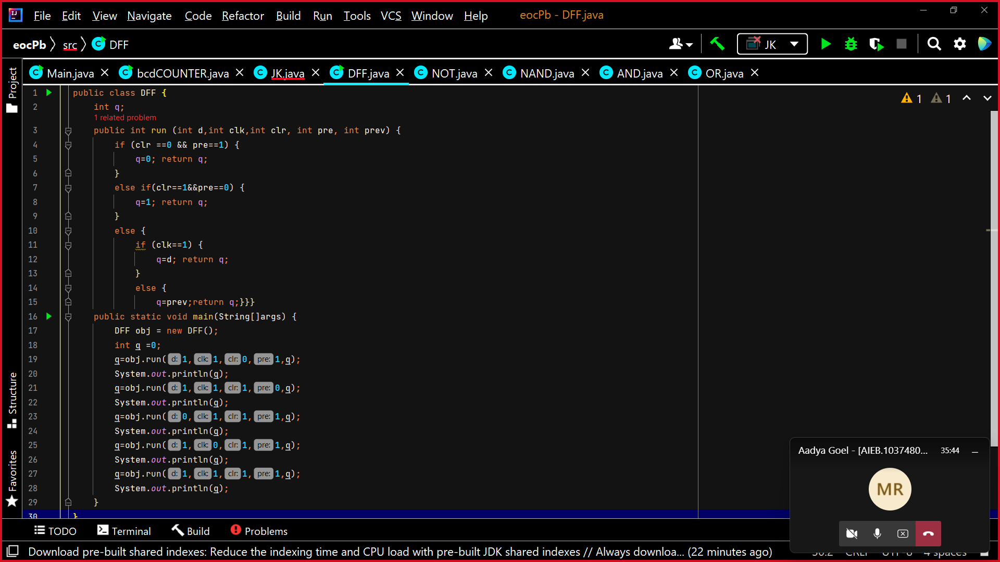 File Edit View Navigate Code Refactor Build Run Tools VCS Window Help eocPb - DFF.java
eocPb src DFF JK
Main.java bcdCOUNTER.java JK.java DFF.java NOT.java NAND.java AND.java OR.java
Project
Structure
Favorites
1 1
1 public class DFF {
2 int q;
1 related problem
3 public int run (int d,int clk,int clr, int pre, int prev) {
4 if (clr ==0 && pre==1) {
5 q=0; return q;
6 }
7 else if(clr==1&&pre==0) {
8 q=1; return q;
9 }
10 else {
11 if (clk==1) {
12 q=d; return q;
13 }
14 else {
15 q=prev;return q;}}}
16 public static void main(String[]args) {
17 DFF obj = new DFF();
18 int q =0;
19 q=obj.run( d: 1, clk: 1, clr: 0, pre: 1,q);
20 System.out.println(q);
21 q=obj.run( d: 1, clk: 1, clr: 1, pre: 0,q);
22 System.out.println(q);
23 q=obj.run( d: 0, clk: 1, clr: 1, pre: 1,q);
24 System.out.println(q);
25 q=obj.run( d: 1, clk: 0, clr: 1, pre: 1,q);
26 System.out.println(q);
27 q=obj.run( d: 1, clk: 1, clr: 1, pre: 1,q);
28 System.out.println(q);
29 }
30 }
Aadya Goel - [AIEB.1037480... 35:44
MR
TODO Terminal Build Problems
Download pre-built shared indexes: Reduce the indexing time and CPU load with pre-built JDK shared indexes // Always downloa... (22 minutes ago) 30:2 CRLF UTF-8 4 spaces